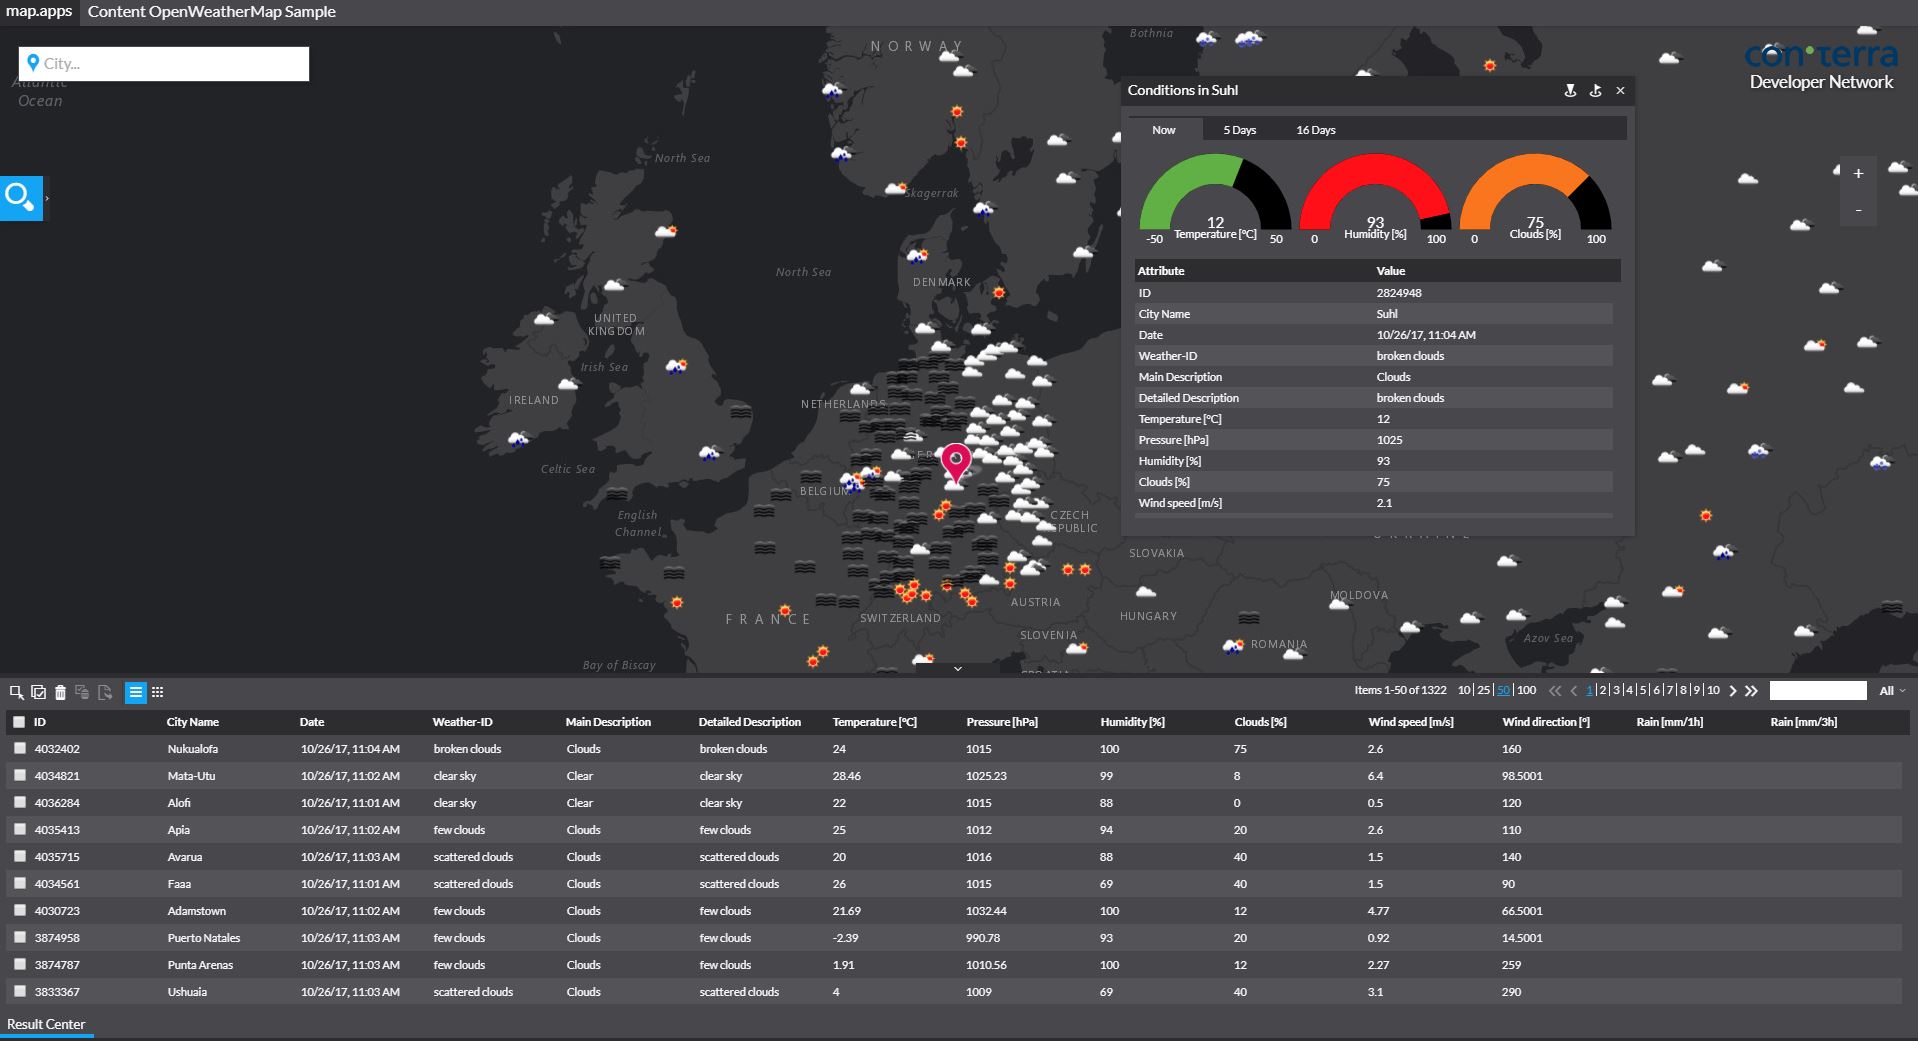 map.apps Content OpenWeatherMap Sample
City...
Atlantic
Ocean
NORWAY
Bothnia
con·terra
Developer Network
North Sea
Skagerrak
North Sea
DENMARK
UNITED
KINGDOM
Irish Sea
IRELAND
NETHERLANDS
Celtic Sea
BELGIUM
English
Channel
CZECH
SLOVAKIA
AUSTRIA
MOLDOVA
HUNGARY
FRANCE
SWITZERLAND
SLOVENIA
Azov Sea
ROMANIA
Bay of Biscay
Conditions in Suhl
Now 5 Days 16 Days
12 93 75
Temperature [°C] Humidity [%] Clouds [%]
-50 50 0 100 0 100
Attribute Value
ID 2824948
City Name Suhl
Date 10/26/17, 11:04 AM
Weather-ID broken clouds
Main Description Clouds
Detailed Description broken clouds
Temperature [°C] 12
Pressure [hPa] 1025
Humidity [%] 93
Clouds [%] 75
Wind speed [m/s] 2.1
+
-
Items 1-50 of 1322 10 | 25 | 50 | 100 1 | 2 | 3 | 4 | 5 | 6 | 7 | 8 | 9 | 10 All
ID City Name Date Weather-ID Main Description Detailed Description Temperature [°C] Pressure [hPa] Humidity [%] Clouds [%] Wind speed [m/s] Wind direction [°] Rain [mm/1h] Rain [mm/3h]
4032402 Nukualofa 10/26/17, 11:04 AM broken clouds Clouds broken clouds 24 1015 100 75 2.6 160
4034821 Mata-Utu 10/26/17, 11:02 AM clear sky Clear clear sky 28.46 1025.23 99 8 6.4 98.5001
4036284 Alofi 10/26/17, 11:01 AM clear sky Clear clear sky 22 1015 88 0 0.5 120
4035413 Apia 10/26/17, 11:02 AM few clouds Clouds few clouds 25 1012 94 20 2.6 110
4035715 Avarua 10/26/17, 11:03 AM scattered clouds Clouds scattered clouds 20 1016 88 40 1.5 140
4034561 Faaa 10/26/17, 11:01 AM scattered clouds Clouds scattered clouds 26 1015 69 40 1.5 90
4030723 Adamstown 10/26/17, 11:02 AM few clouds Clouds few clouds 21.69 1032.44 100 12 4.77 66.5001
3874958 Puerto Natales 10/26/17, 11:03 AM few clouds Clouds few clouds -2.39 990.78 93 20 0.92 14.5001
3874787 Punta Arenas 10/26/17, 11:03 AM few clouds Clouds few clouds 1.91 1010.56 100 12 2.27 259
3833367 Ushuaia 10/26/17, 11:03 AM scattered clouds Clouds scattered clouds 4 1009 69 40 3.1 290
Result Center